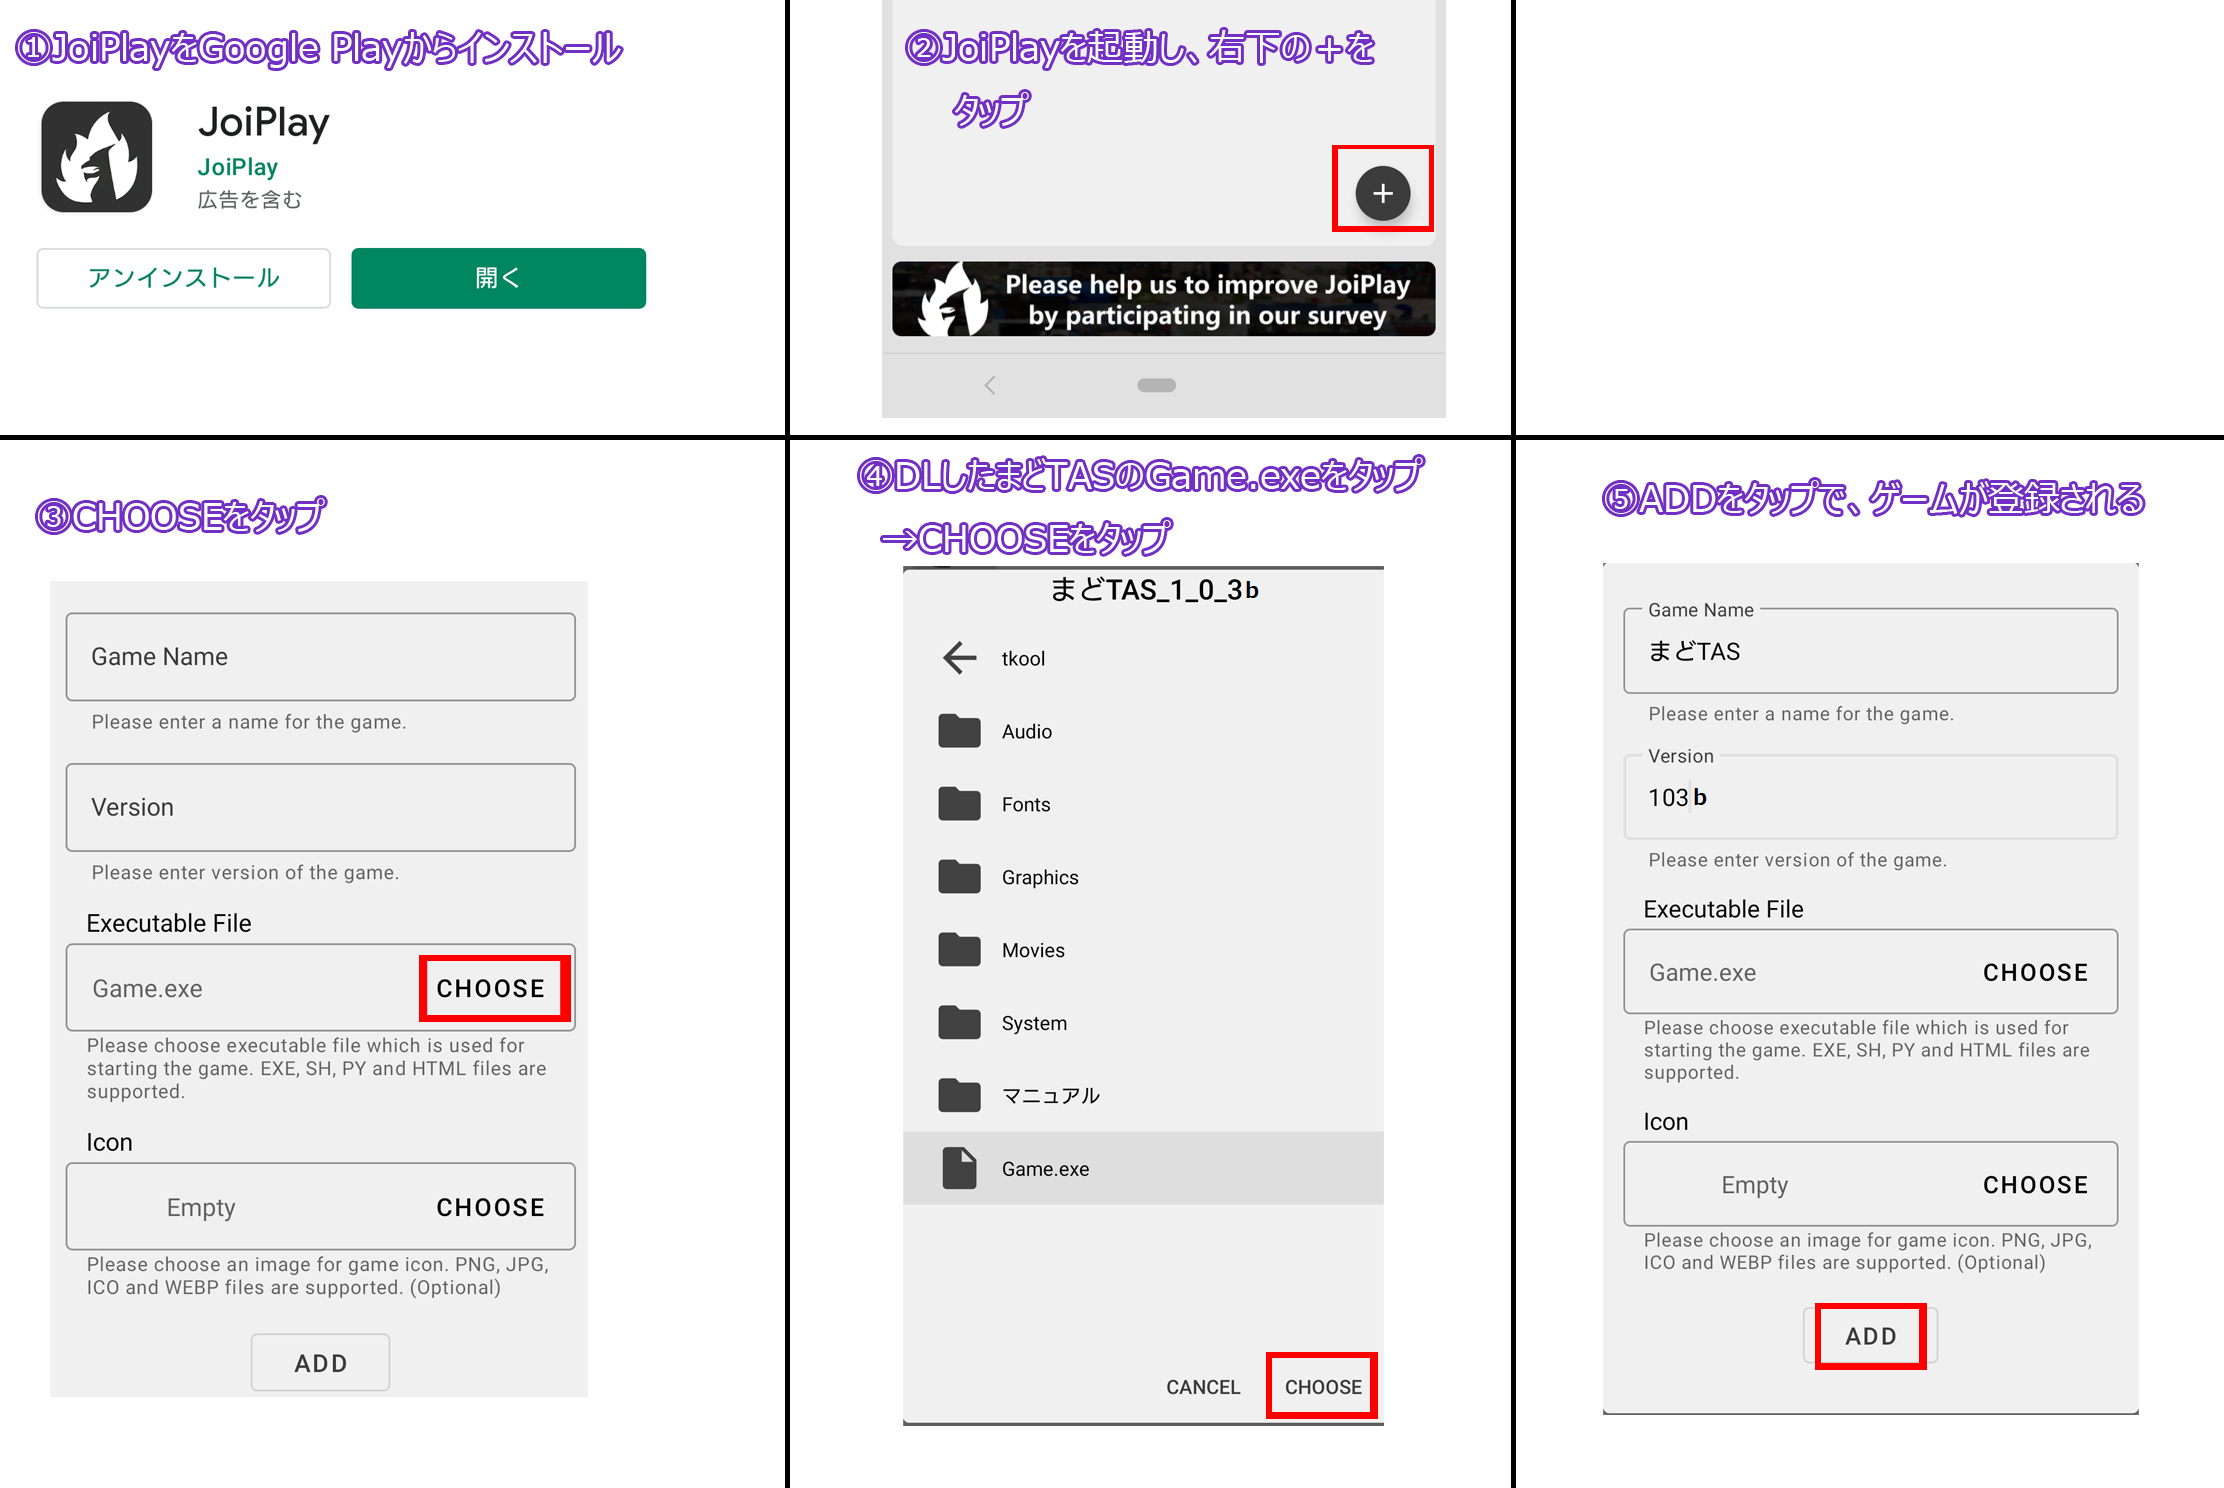 ①JoiPlayをGoogle Playからインストール
JoiPlay
JoiPlay
広告を含む
アンインストール
開く
②JoiPlayを起動し、右下の＋を
タップ
+
Please help us to improve JoiPlay
by participating in our survey
③CHOOSEをタップ
Game Name
Please enter a name for the game.
Version
Please enter version of the game.
Executable File
Game.exe
CHOOSE
Please choose executable file which is used for
starting the game. EXE, SH, PY and HTML files are
supported.
Icon
Empty
CHOOSE
Please choose an image for game icon. PNG, JPG,
ICO and WEBP files are supported. (Optional)
ADD
④DLしたまどTASのGame.exeをタップ
→CHOOSEをタップ
まどTAS_1_0_3b
tkool
Audio
Fonts
Graphics
Movies
System
マニュアル
Game.exe
CANCEL
CHOOSE
⑤ADDをタップで、ゲームが登録される
Game Name
まどTAS
Please enter a name for the game.
Version
103b
Please enter version of the game.
Executable File
Game.exe
CHOOSE
Please choose executable file which is used for
starting the game. EXE, SH, PY and HTML files are
supported.
Icon
Empty
CHOOSE
Please choose an image for game icon. PNG, JPG,
ICO and WEBP files are supported. (Optional)
ADD